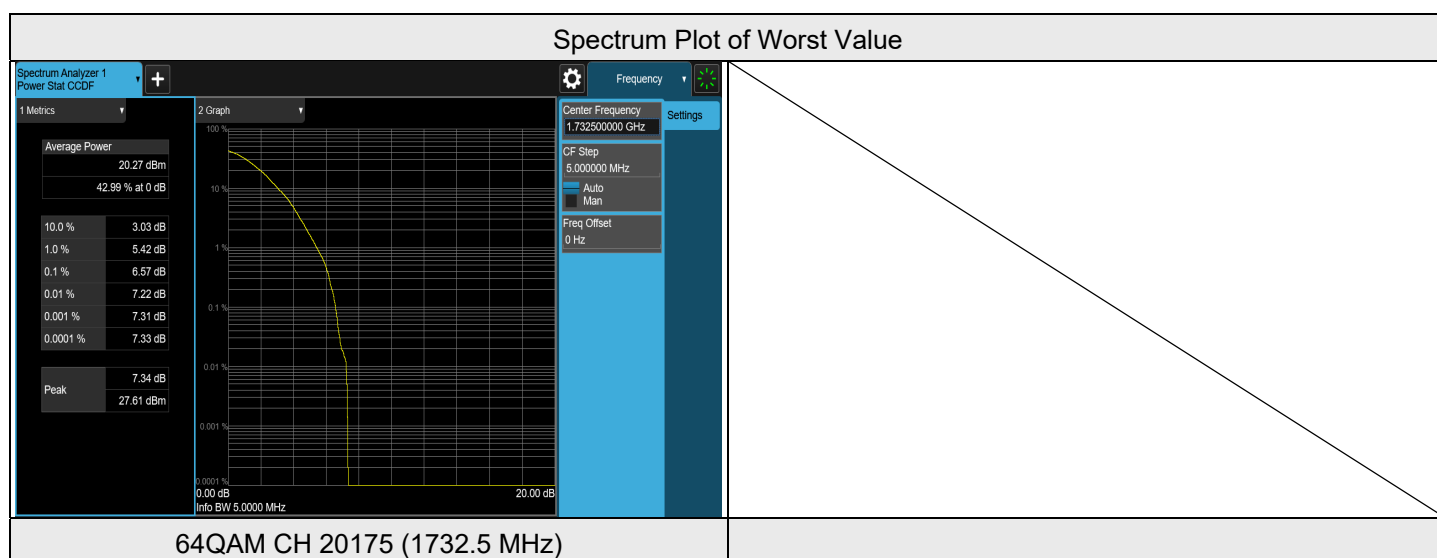 Spectrum Plot of Worst Value
Spectrum Analyzer 1
Power Stat CCDF
+
Frequency
1 Metrics
2 Graph
Average Power
20.27 dBm
42.99 % at 0 dB
10.0 % 3.03 dB
1.0 % 5.42 dB
0.1 % 6.57 dB
0.01 % 7.22 dB
0.001 % 7.31 dB
0.0001 % 7.33 dB
Peak 7.34 dB
27.61 dBm
100 %
10 %
1 %
0.1 %
0.01 %
0.001 %
0.0001 %
0.00 dB 20.00 dB
Info BW 5.0000 MHz
Center Frequency
1.732500000 GHz
CF Step
5.000000 MHz
Auto
Man
Freq Offset
0 Hz
Settings
64QAM CH 20175 (1732.5 MHz)